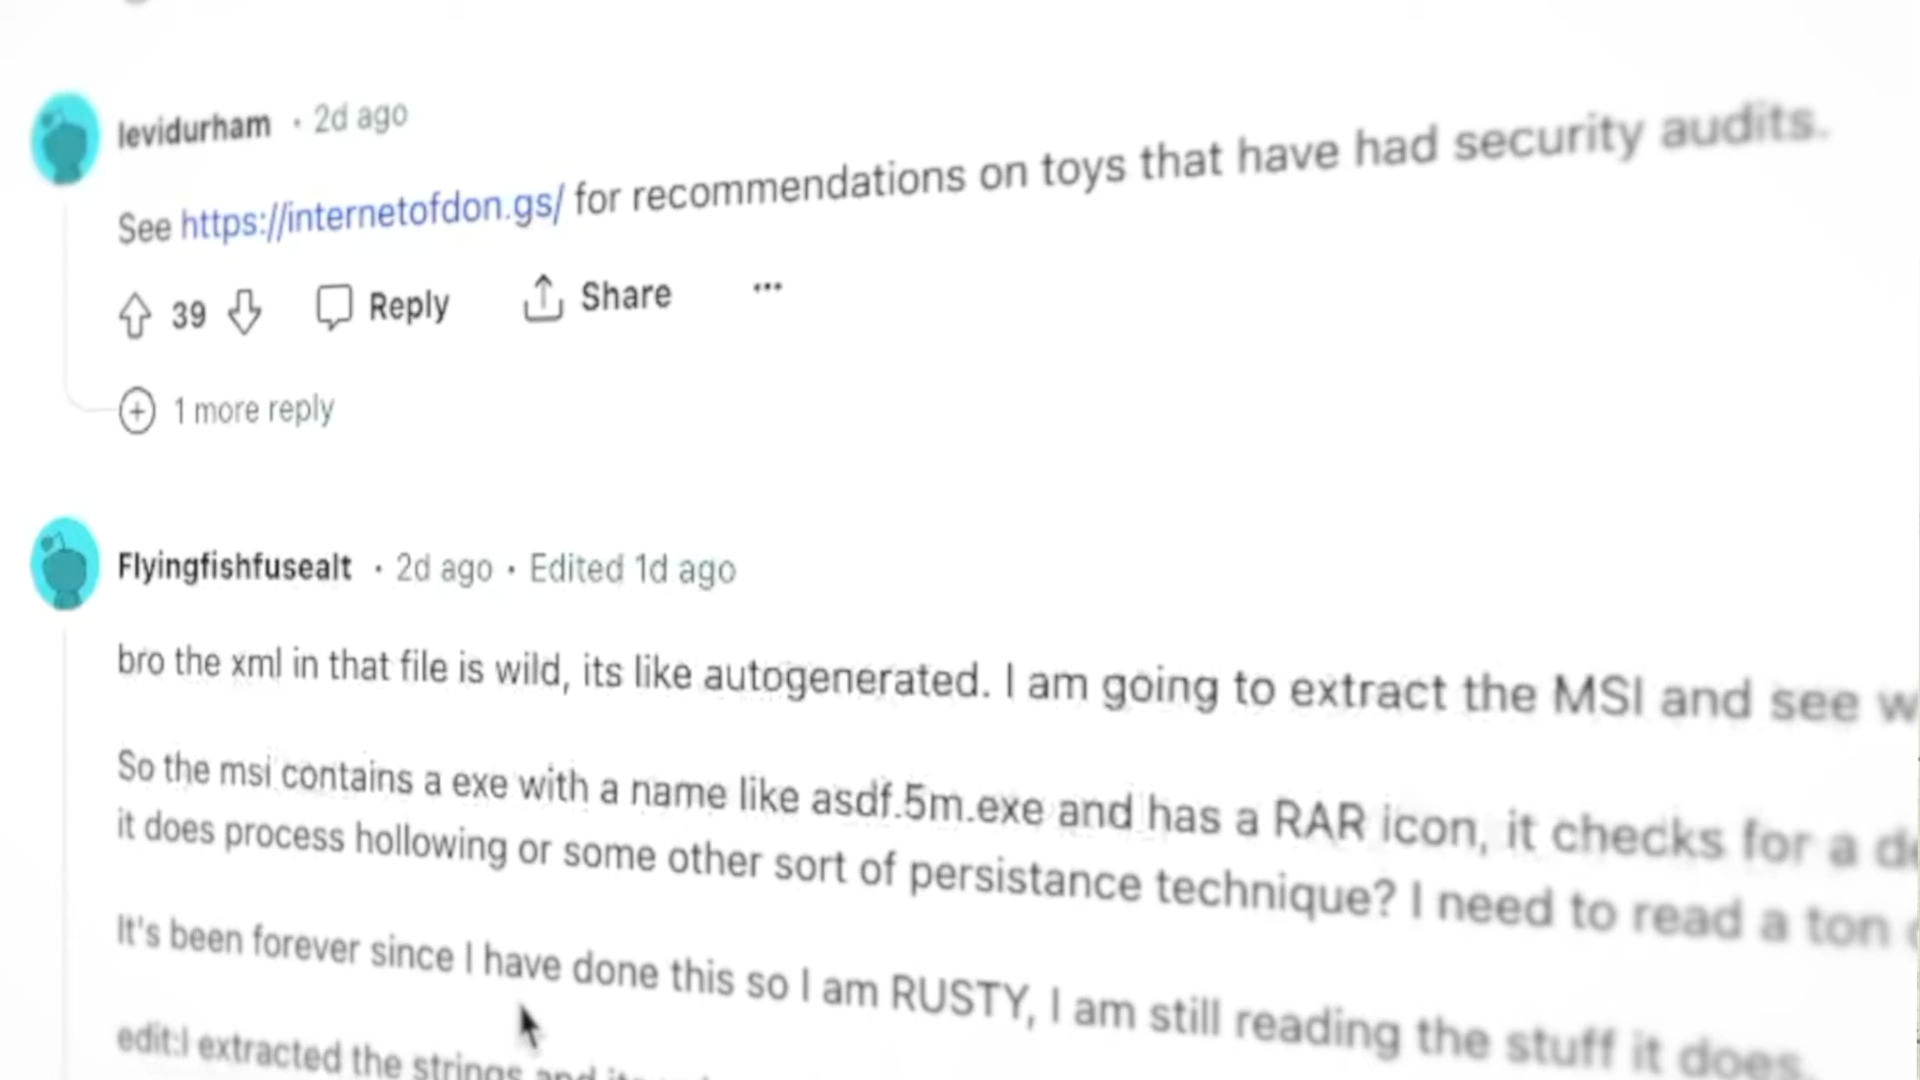 levidurham • 2d ago
See https://internetofdon.gs/ for recommendations on toys that have had security audits.
39 Reply Share ...
1 more reply
Flyingfishfusealt • 2d ago • Edited 1d ago
bro the xml in that file is wild, its like autogenerated. I am going to extract the MSI and see
So the msi contains a exe with a name like asdf.5m.exe and has a RAR icon, it checks for a
it does process hollowing or some other sort of persistance technique? I need to read a ton
It's been forever since I have done this so I am RUSTY, I am still reading the stuff it does.
edit:I extracted the strings and